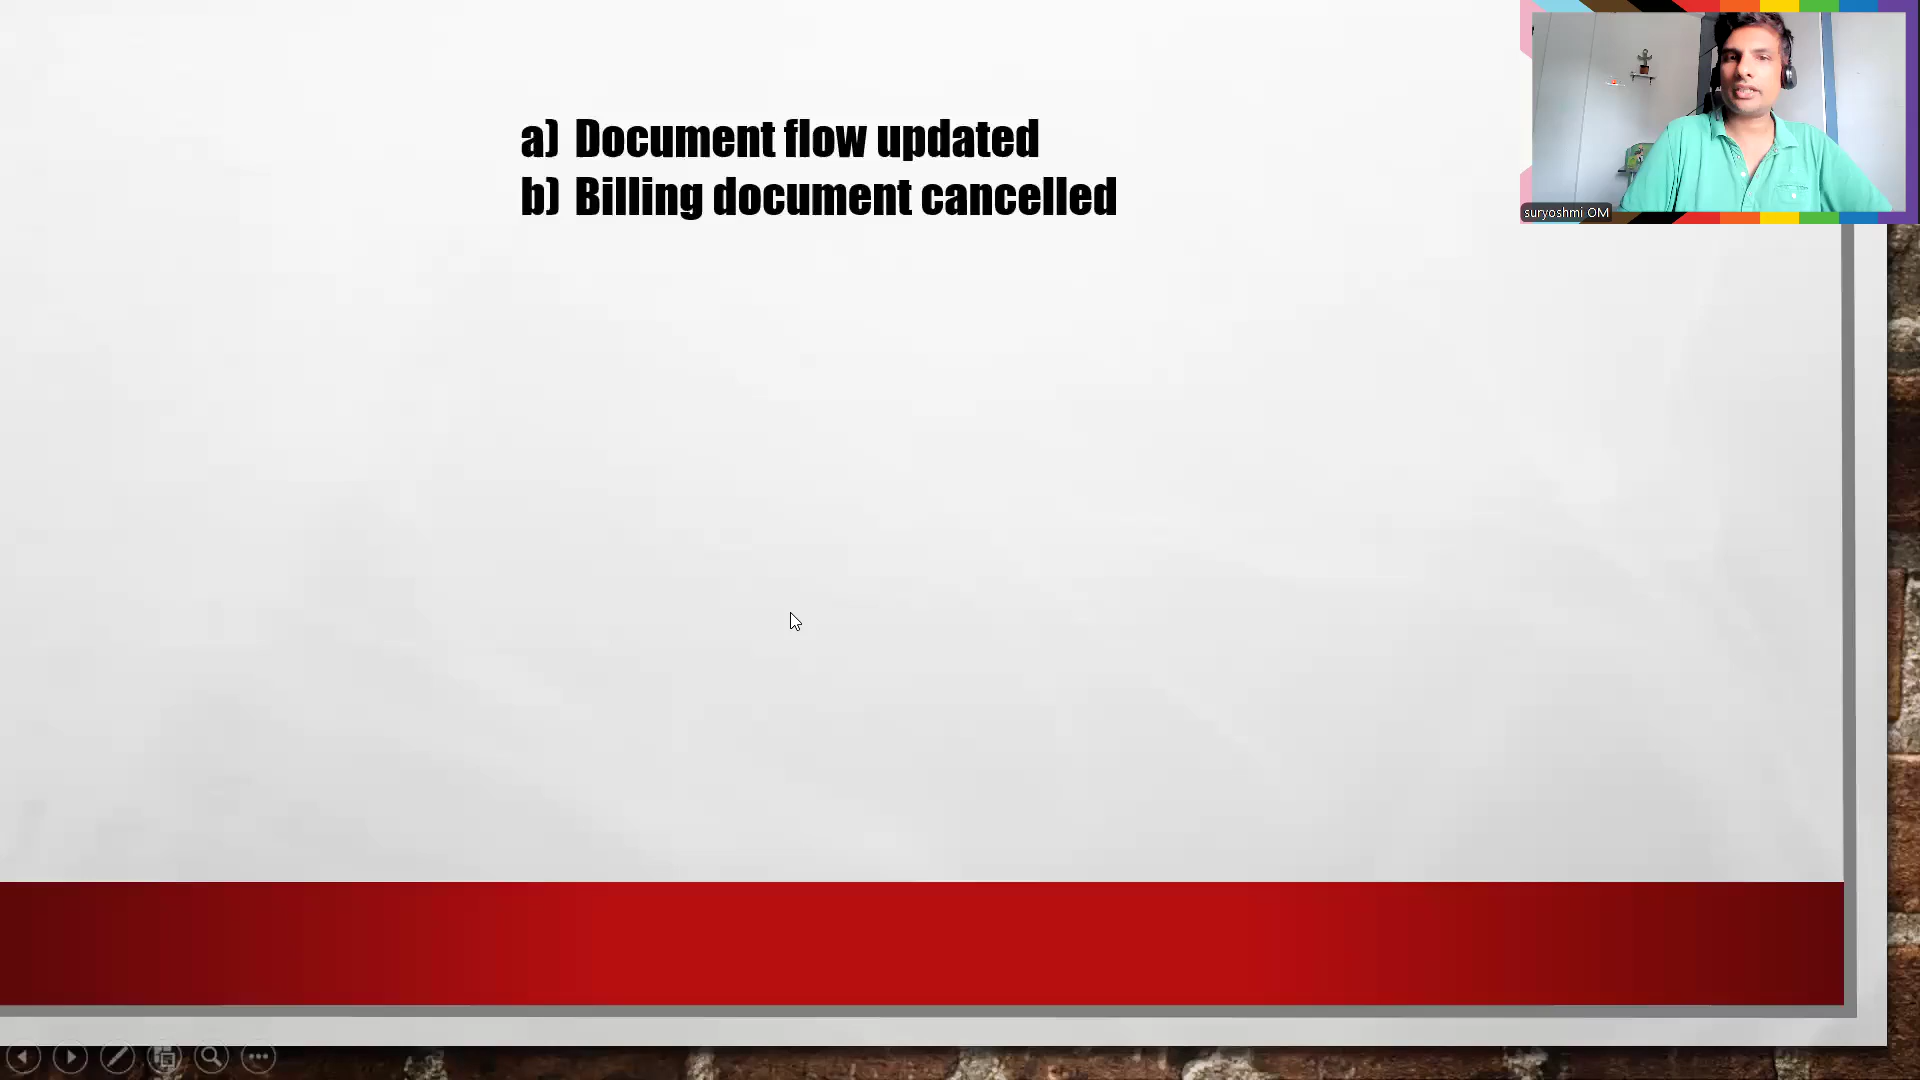 a) Document flow updated
b) Billing document cancelled
suryoshmi OM